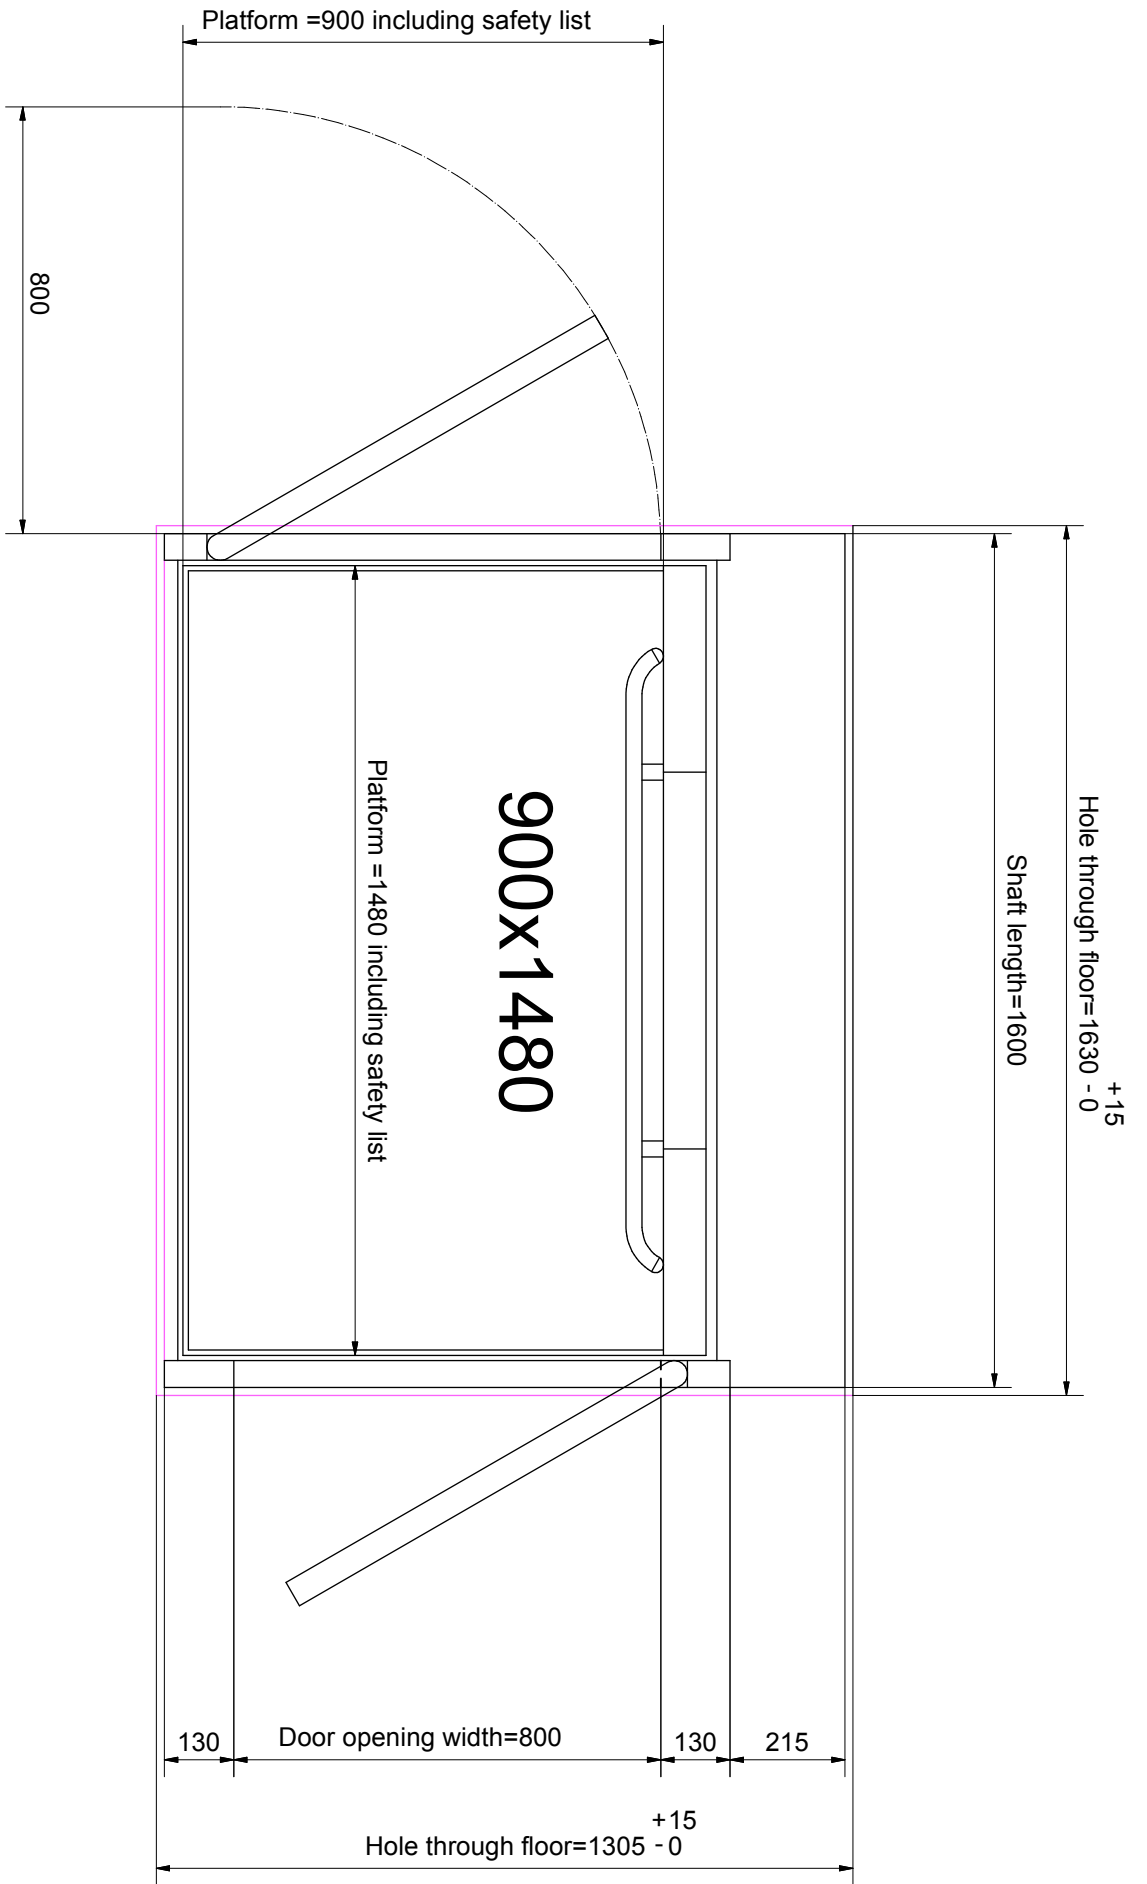 Platform =900 including safety list
800
Hole through floor=1630 +15 -0
Shaft length=1600
900x1480
Platform =1480 including safety list
130
Door opening width=800
130
215
Hole through floor=1305 +15 -0